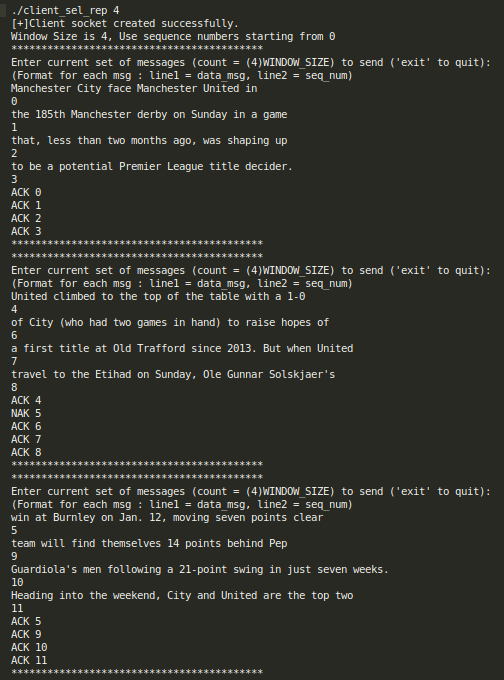 ./client_sel_rep 4
[+]Client socket created successfully.
Window Size is 4, Use sequence numbers starting from 0
******************************************
Enter current set of messages (count = (4)WINDOW_SIZE) to send ('exit' to quit):
(Format for each msg : line1 = data_msg, line2 = seq_num)
Manchester City face Manchester United in
0
the 185th Manchester derby on Sunday in a game
1
that, less than two months ago, was shaping up
2
to be a potential Premier League title decider.
3
ACK 0
ACK 1
ACK 2
ACK 3
******************************************
******************************************
Enter current set of messages (count = (4)WINDOW_SIZE) to send ('exit' to quit):
(Format for each msg : line1 = data_msg, line2 = seq_num)
United climbed to the top of the table with a 1-0
4
of City (who had two games in hand) to raise hopes of
6
a first title at Old Trafford since 2013. But when United
7
travel to the Etihad on Sunday, Ole Gunnar Solskjaer's
8
ACK 4
NAK 5
ACK 6
ACK 7
ACK 8
******************************************
******************************************
Enter current set of messages (count = (4)WINDOW_SIZE) to send ('exit' to quit):
(Format for each msg : line1 = data_msg, line2 = seq_num)
win at Burnley on Jan. 12, moving seven points clear
5
team will find themselves 14 points behind Pep
9
Guardiola's men following a 21-point swing in just seven weeks.
10
Heading into the weekend, City and United are the top two
11
ACK 5
ACK 9
ACK 10
ACK 11
******************************************